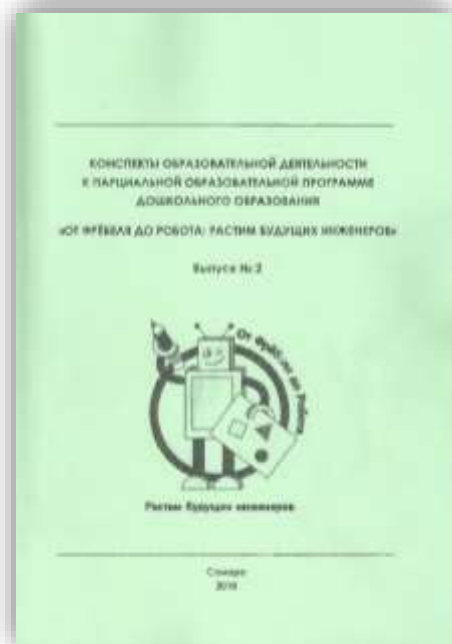 КОНСПЕКТЫ ОБРАЗОВАТЕЛЬНОЙ ДЕЯТЕЛЬНОСТИ
К ПАРЦИАЛЬНОЙ ОБРАЗОВАТЕЛЬНОЙ ПРОГРАММЕ
ДОШКОЛЬНОГО ОБРАЗОВАНИЯ
«ОТ ФРЁБЕЛЯ ДО РОБОТА: РАСТИМ БУДУЩИХ ИНЖЕНЕРОВ»
Выпуск № 2
От Фрёбеля до Робота
Растим будущих инженеров
Самара
2018